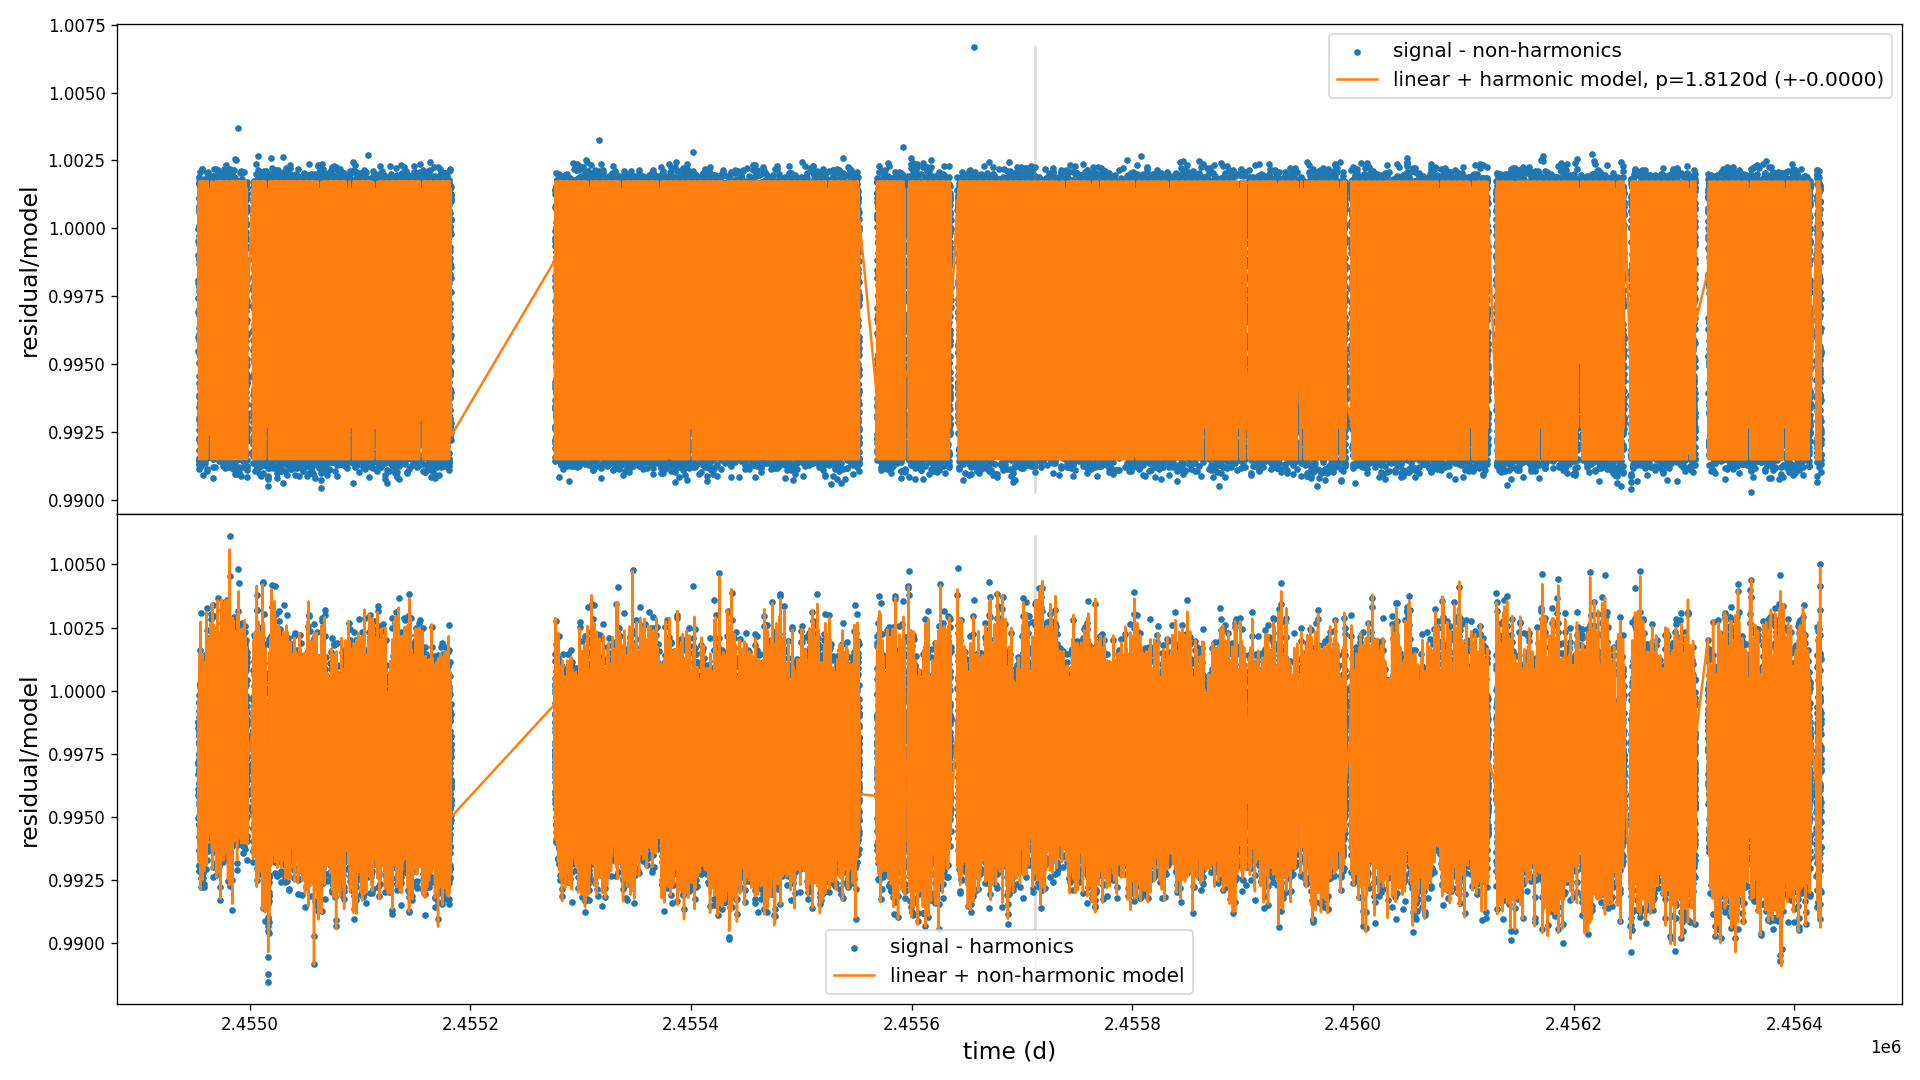 1.0075
1.0050
1.0025
1.0000
0.9975
0.9950
0.9925
0.9900
residual/model
signal - non-harmonics
linear + harmonic model, p=1.8120d (+-0.0000)
1.0050
1.0025
1.0000
0.9975
0.9950
0.9925
0.9900
residual/model
signal - harmonics
linear + non-harmonic model
2.4550 2.4552 2.4554 2.4556 2.4558 2.4560 2.4562 2.4564
time (d)
1e6